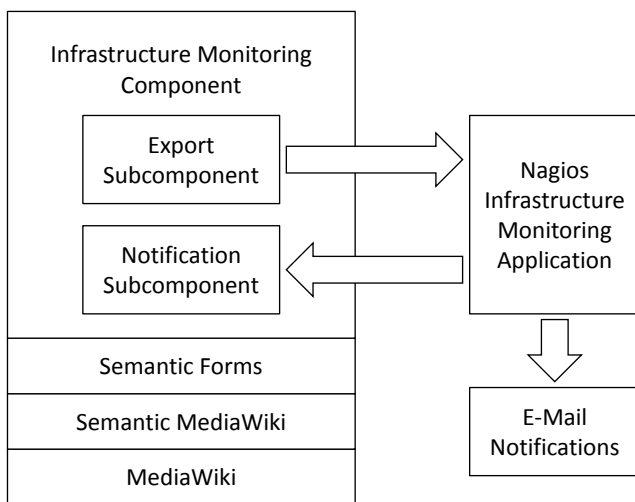 Infrastructure Monitoring
Component
Export
Subcomponent
Notification
Subcomponent
Semantic Forms
Semantic MediaWiki
MediaWiki
Nagios
Infrastructure
Monitoring
Application
E-Mail
Notifications